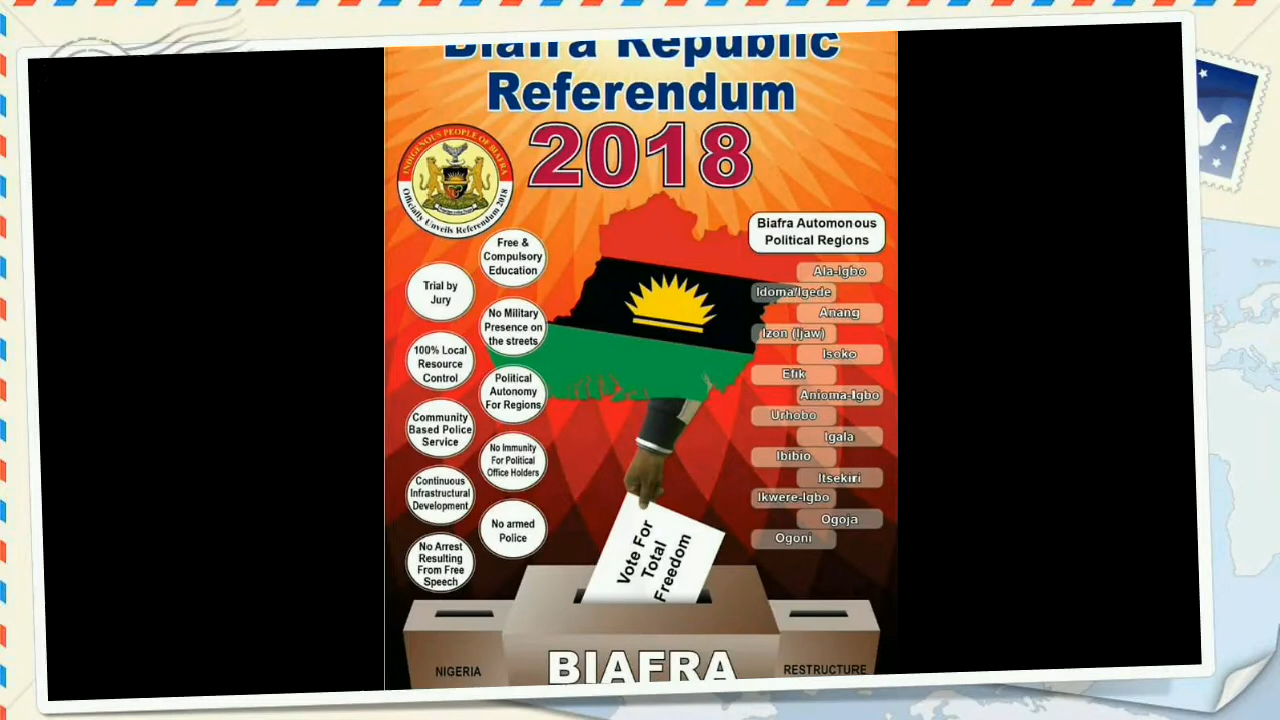 Biafra Republic
Referendum
2018
INDIGENOUS PEOPLE OF BIAFRA
Officially Unveils Referendum 2018
Free &
Compulsory
Education
Trial by
Jury
No Military
Presence on
the streets
100% Local
Resource
Control
Political
Autonomy
For Regions
Community
Based Police
Service
No Immunity
For Political
Office Holders
Continuous
Infrastructural
Development
No armed
Police
No Arrest
Resulting
From Free
Speech
Biafra Automonous
Political Regions
Ala-Igbo
Idoma/Igede
Anang
Izon (Ijaw)
Isoko
Efik
Anioma-Igbo
Urhobo
Igala
Ibibio
Itsekiri
Ikwere-Igbo
Ogoja
Ogoni
Vote For
Total
Freedom
NIGERIA
BIAFRA
RESTRUCTURE